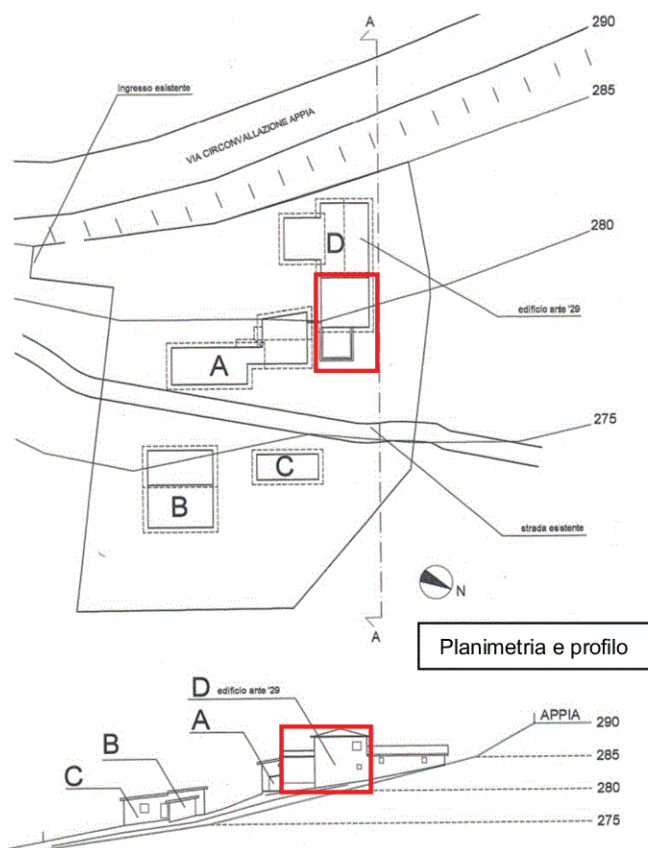 A
290
ingresso esistente
285
VIA CIRCONVALLAZIONE APPIA
280
D
edificio ante '29
A
275
C
B
strada esistente
N
A
Planimetria e profilo
D edificio ante '29
APPIA 290
A
B
285
C
280
275